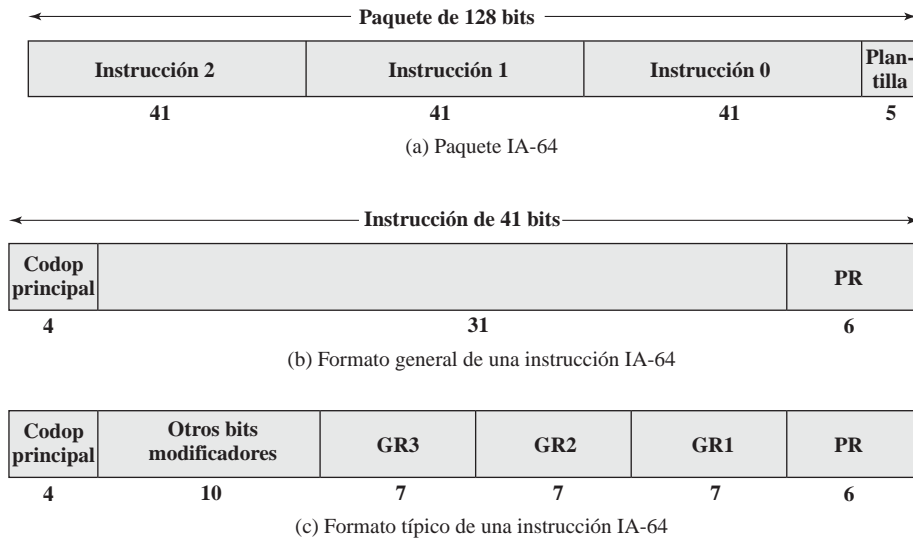 Paquete de 128 bits
Instrucción 2 Instrucción 1 Instrucción 0 Plan-
tilla
41 41 41 5
(a) Paquete IA-64
Instrucción de 41 bits
Codop
principal PR
4 31 6
(b) Formato general de una instrucción IA-64
Codop Otros bits
principal modificadores GR3 GR2 GR1 PR
4 10 7 7 7 6
(c) Formato típico de una instrucción IA-64